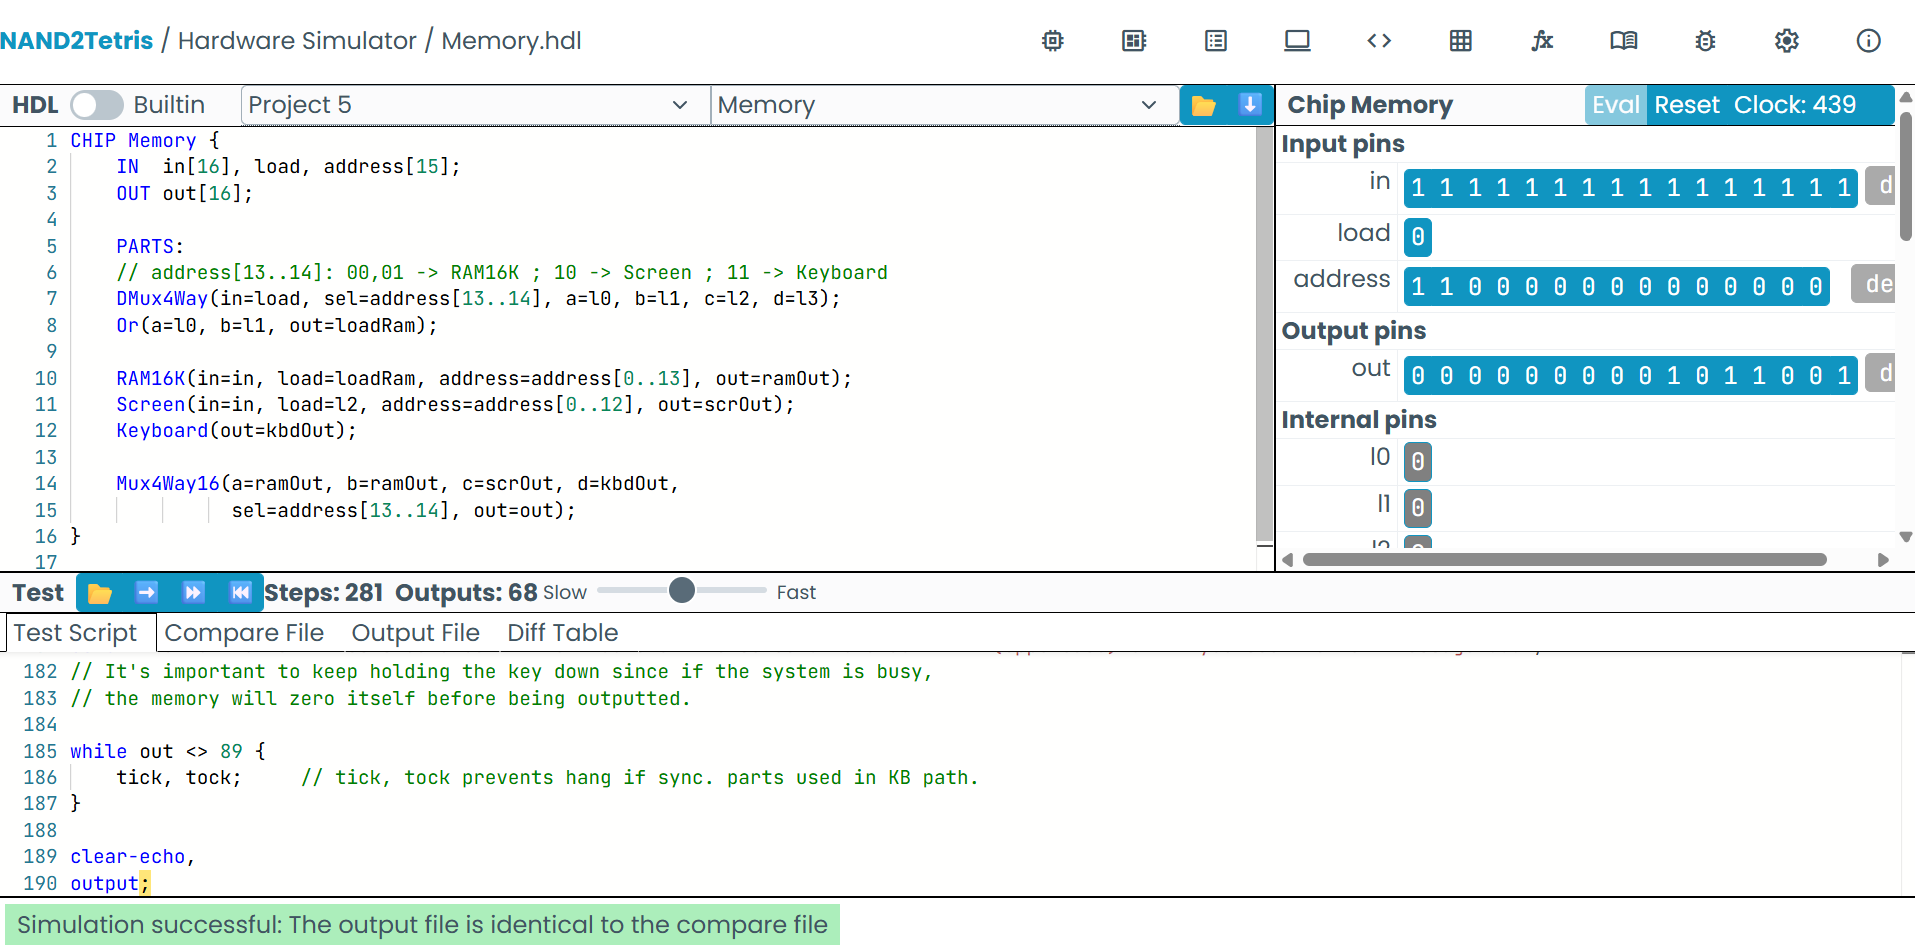 NAND2Tetris / Hardware Simulator / Memory.hdl
HDL Builtin Project 5 Memory
1 CHIP Memory {
2 IN in[16], load, address[15];
3 OUT out[16];
4
5 PARTS:
6 // address[13..14]: 00,01 -> RAM16K ; 10 -> Screen ; 11 -> Keyboard
7 DMux4Way(in=load, sel=address[13..14], a=l0, b=l1, c=l2, d=l3);
8 Or(a=l0, b=l1, out=loadRam);
9
10 RAM16K(in=in, load=loadRam, address=address[0..13], out=ramOut);
11 Screen(in=in, load=l2, address=address[0..12], out=scrOut);
12 Keyboard(out=kbdOut);
13
14 Mux4Way16(a=ramOut, b=ramOut, c=scrOut, d=kbdOut,
15 sel=address[13..14], out=out);
16 }
17
Chip Memory Eval Reset Clock: 439
Input pins
in 1 1 1 1 1 1 1 1 1 1 1 1 1 1 1 1 d
load 0
address 1 1 0 0 0 0 0 0 0 0 0 0 0 0 0 de
Output pins
out 0 0 0 0 0 0 0 0 0 1 0 1 1 0 0 1 d
Internal pins
l0 0
l1 0
l2 0
Test Steps: 281 Outputs: 68 Slow Fast
Test Script Compare File Output File Diff Table
182 // It's important to keep holding the key down since if the system is busy,
183 // the memory will zero itself before being outputted.
184
185 while out <> 89 {
186 tick, tock; // tick, tock prevents hang if sync. parts used in KB path.
187 }
188
189 clear-echo,
190 output;
Simulation successful: The output file is identical to the compare file